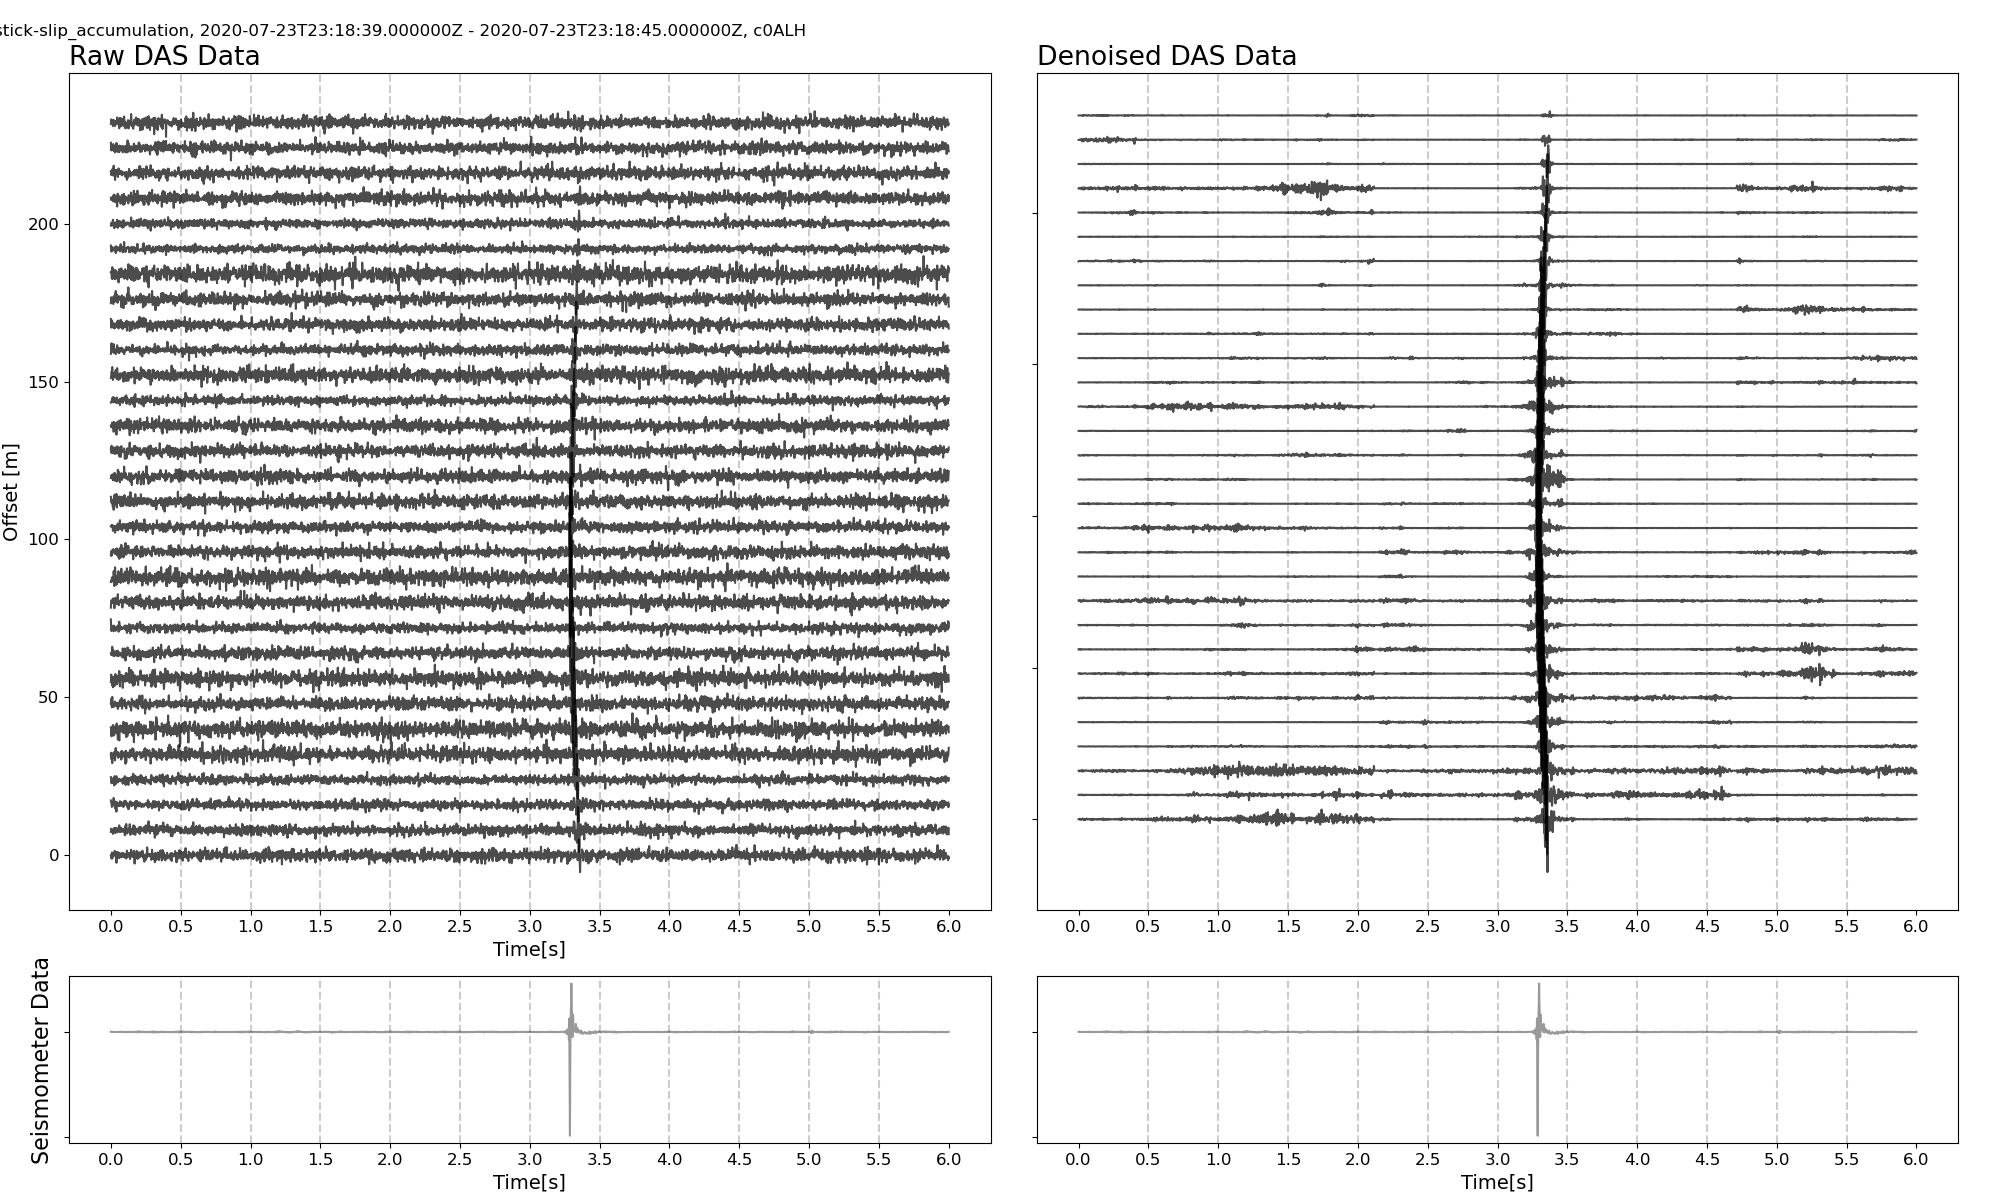 stick-slip_accumulation, 2020-07-23T23:18:39.000000Z - 2020-07-23T23:18:45.000000Z, c0ALH
Raw DAS Data
Denoised DAS Data
Offset [m]
200
150
100
50
0
0.0 0.5 1.0 1.5 2.0 2.5 3.0 3.5 4.0 4.5 5.0 5.5 6.0
Time[s]
0.0 0.5 1.0 1.5 2.0 2.5 3.0 3.5 4.0 4.5 5.0 5.5 6.0
Seismometer Data
0.0 0.5 1.0 1.5 2.0 2.5 3.0 3.5 4.0 4.5 5.0 5.5 6.0
Time[s]
0.0 0.5 1.0 1.5 2.0 2.5 3.0 3.5 4.0 4.5 5.0 5.5 6.0
Time[s]